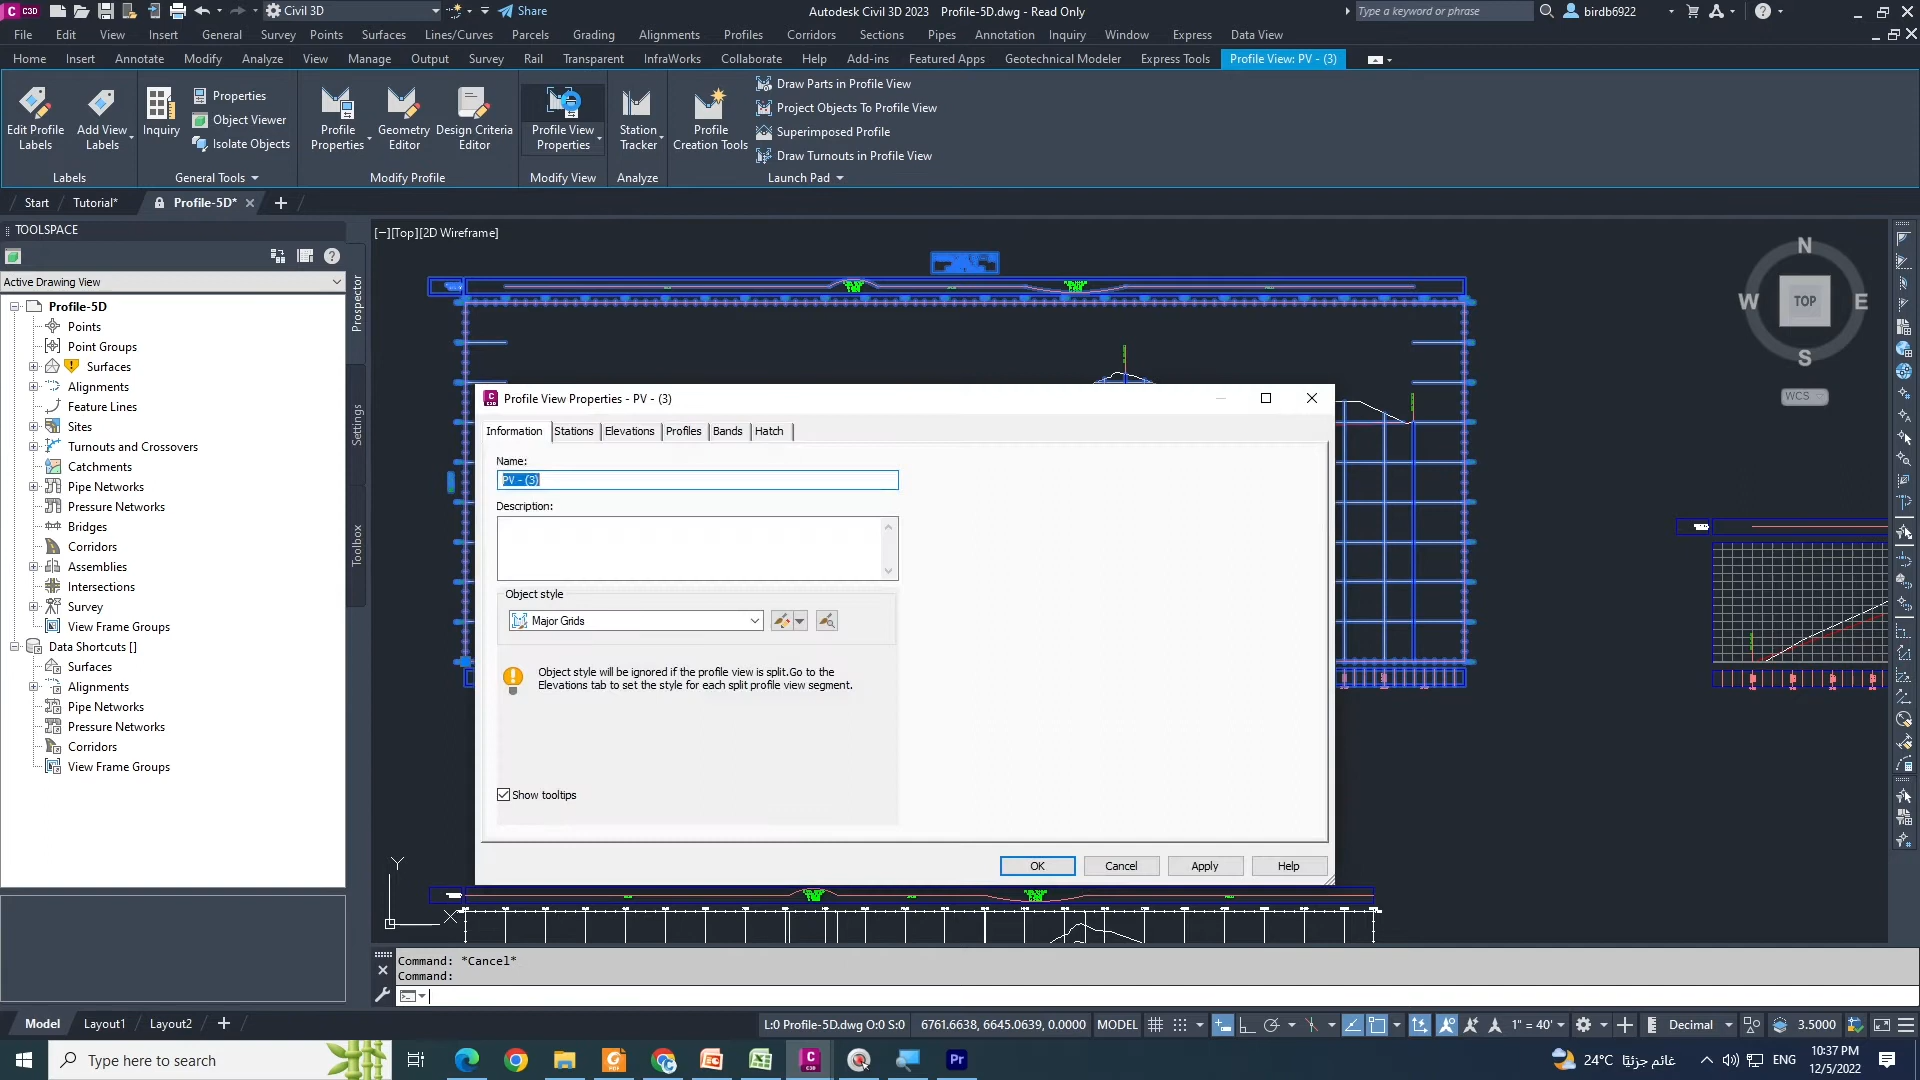 C3D
Civil 3D
Share
Autodesk Civil 3D 2023 Profile-5D.dwg - Read Only
Type a keyword or phrase
birdb6922
File Edit View Insert General Survey Points Surfaces Lines/Curves Parcels Grading Alignments Profiles Corridors Sections Pipes Annotation Inquiry Window Express Data View
Home Insert Annotate Modify Analyze View Manage Output Survey Rail Transparent InfraWorks Collaborate Help Add-ins Featured Apps Geotechnical Modeler Express Tools Profile View: PV - (3)
Edit Profile Labels
Add View Labels
Inquiry
Properties
Object Viewer
Isolate Objects
Profile Properties
Geometry Editor
Design Criteria Editor
Profile View Properties
Station Tracker
Profile Creation Tools
Draw Parts in Profile View
Project Objects To Profile View
Superimposed Profile
Draw Turnouts in Profile View
Labels General Tools Modify Profile Modify View Analyze Launch Pad
Start Tutorial* Profile-5D*
TOOLSPACE
[−][Top][2D Wireframe]
Active Drawing View
Profile-5D
Points
Point Groups
Surfaces
Alignments
Feature Lines
Sites
Turnouts and Crossovers
Catchments
Pipe Networks
Pressure Networks
Bridges
Corridors
Assemblies
Intersections
Survey
View Frame Groups
Data Shortcuts []
Surfaces
Alignments
Pipe Networks
Pressure Networks
Corridors
View Frame Groups
Prospector
Settings
Toolbox
N
W TOP E
S
WCS
Profile View Properties - PV - (3)
Information Stations Elevations Profiles Bands Hatch
Name:
PV - (3)
Description:
Object style
Major Grids
Object style will be ignored if the profile view is split.Go to the
Elevations tab to set the style for each split profile view segment.
Show tooltips
OK Cancel Apply Help
Y
X
Command: *Cancel*
Command:
Model Layout1 Layout2
L:0 Profile-5D.dwg O:0 S:0 6761.6638, 6645.0639, 0.0000 MODEL 1" = 40' Decimal 3.5000
Type here to search
C3D
Pr
24°C غائم جزئيًا
ENG
10:37 PM
12/5/2022